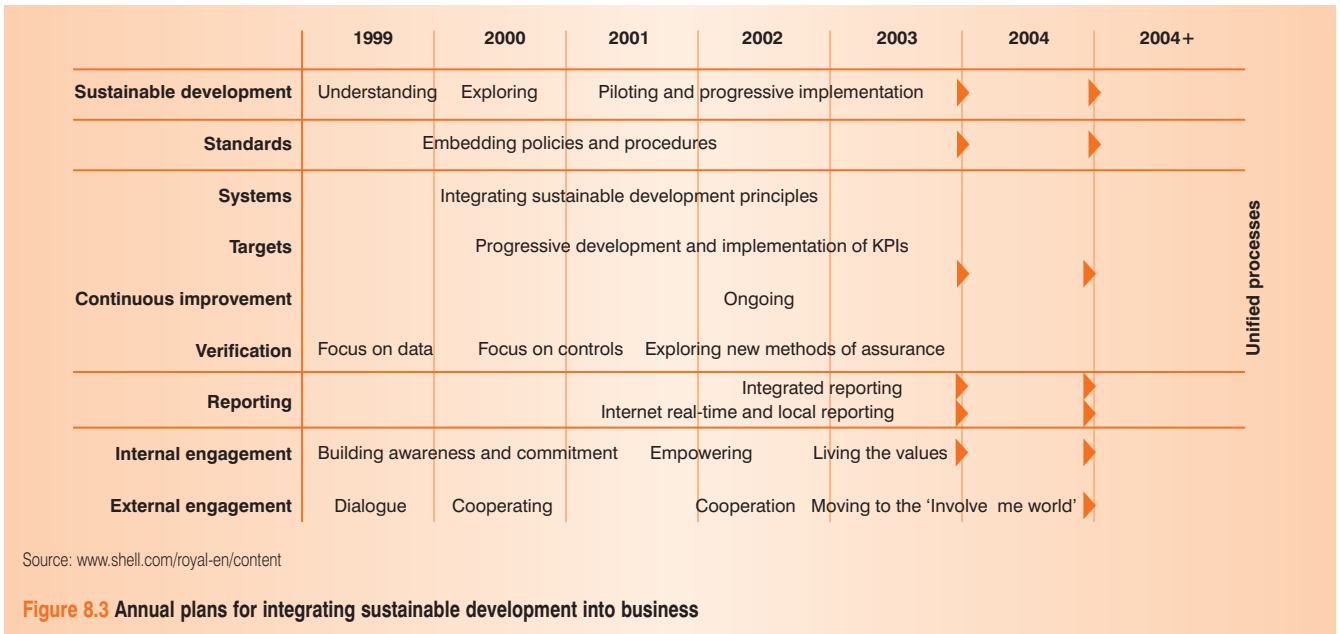 1999 2000 2001 2002 2003 2004 2004+
Sustainable development Understanding Exploring Piloting and progressive implementation
Standards Embedding policies and procedures
Systems Integrating sustainable development principles
Targets Progressive development and implementation of KPIs
Continuous improvement Ongoing
Verification Focus on data Focus on controls Exploring new methods of assurance
Reporting Integrated reporting
Internet real-time and local reporting
Internal engagement Building awareness and commitment Empowering Living the values
External engagement Dialogue Cooperating Cooperation Moving to the ‘Involve me world’
Unified processes
Source: www.shell.com/royal-en/content
Figure 8.3 Annual plans for integrating sustainable development into business